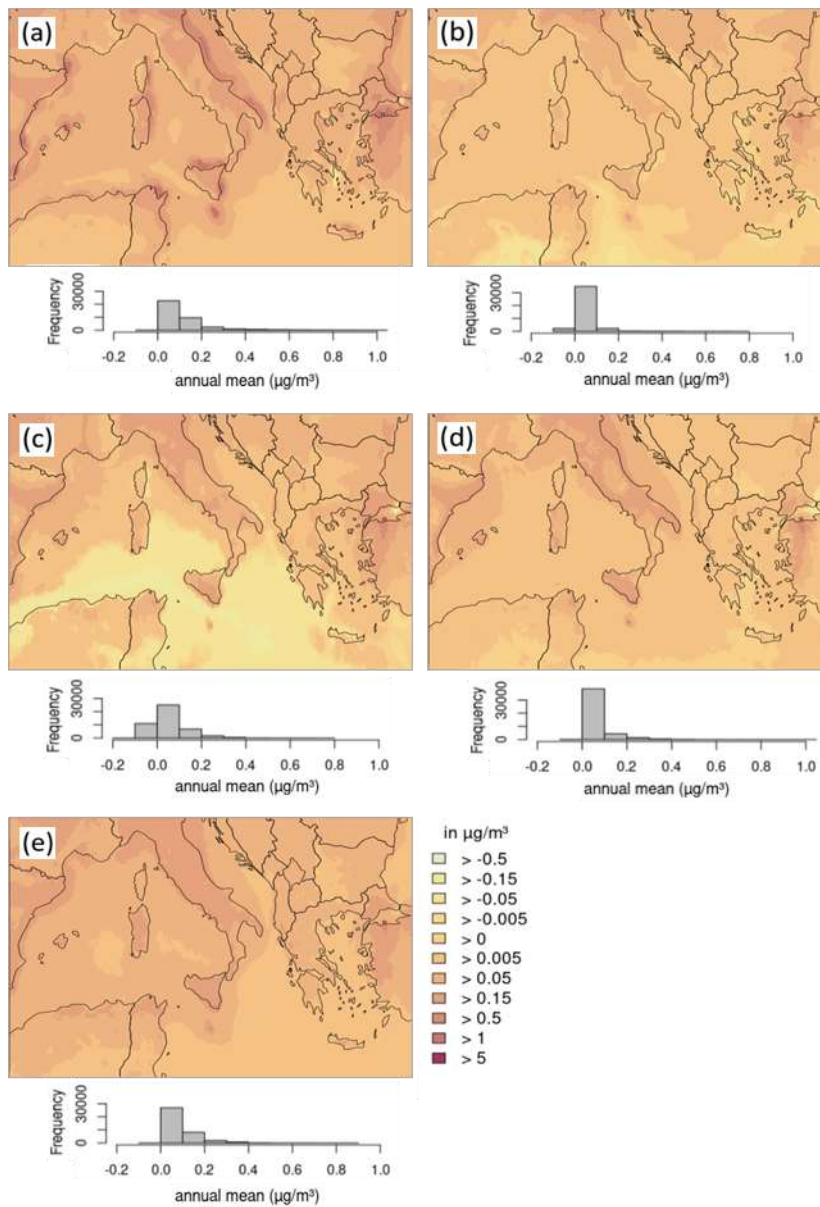 (a)
(b)
Frequency
0 30000
-0.2 0.0 0.2 0.4 0.6 0.8 1.0
annual mean (µg/m³)
Frequency
0 30000
-0.2 0.0 0.2 0.4 0.6 0.8 1.0
annual mean (µg/m³)
(c)
(d)
Frequency
0 30000
-0.2 0.0 0.2 0.4 0.6 0.8 1.0
annual mean (µg/m³)
Frequency
0 30000
-0.2 0.0 0.2 0.4 0.6 0.8 1.0
annual mean (µg/m³)
(e)
in µg/m³
> -0.5
> -0.15
> -0.05
> -0.005
> 0
> 0.005
> 0.05
> 0.15
> 0.5
> 1
> 5
Frequency
0 30000
-0.2 0.0 0.2 0.4 0.6 0.8 1.0
annual mean (µg/m³)